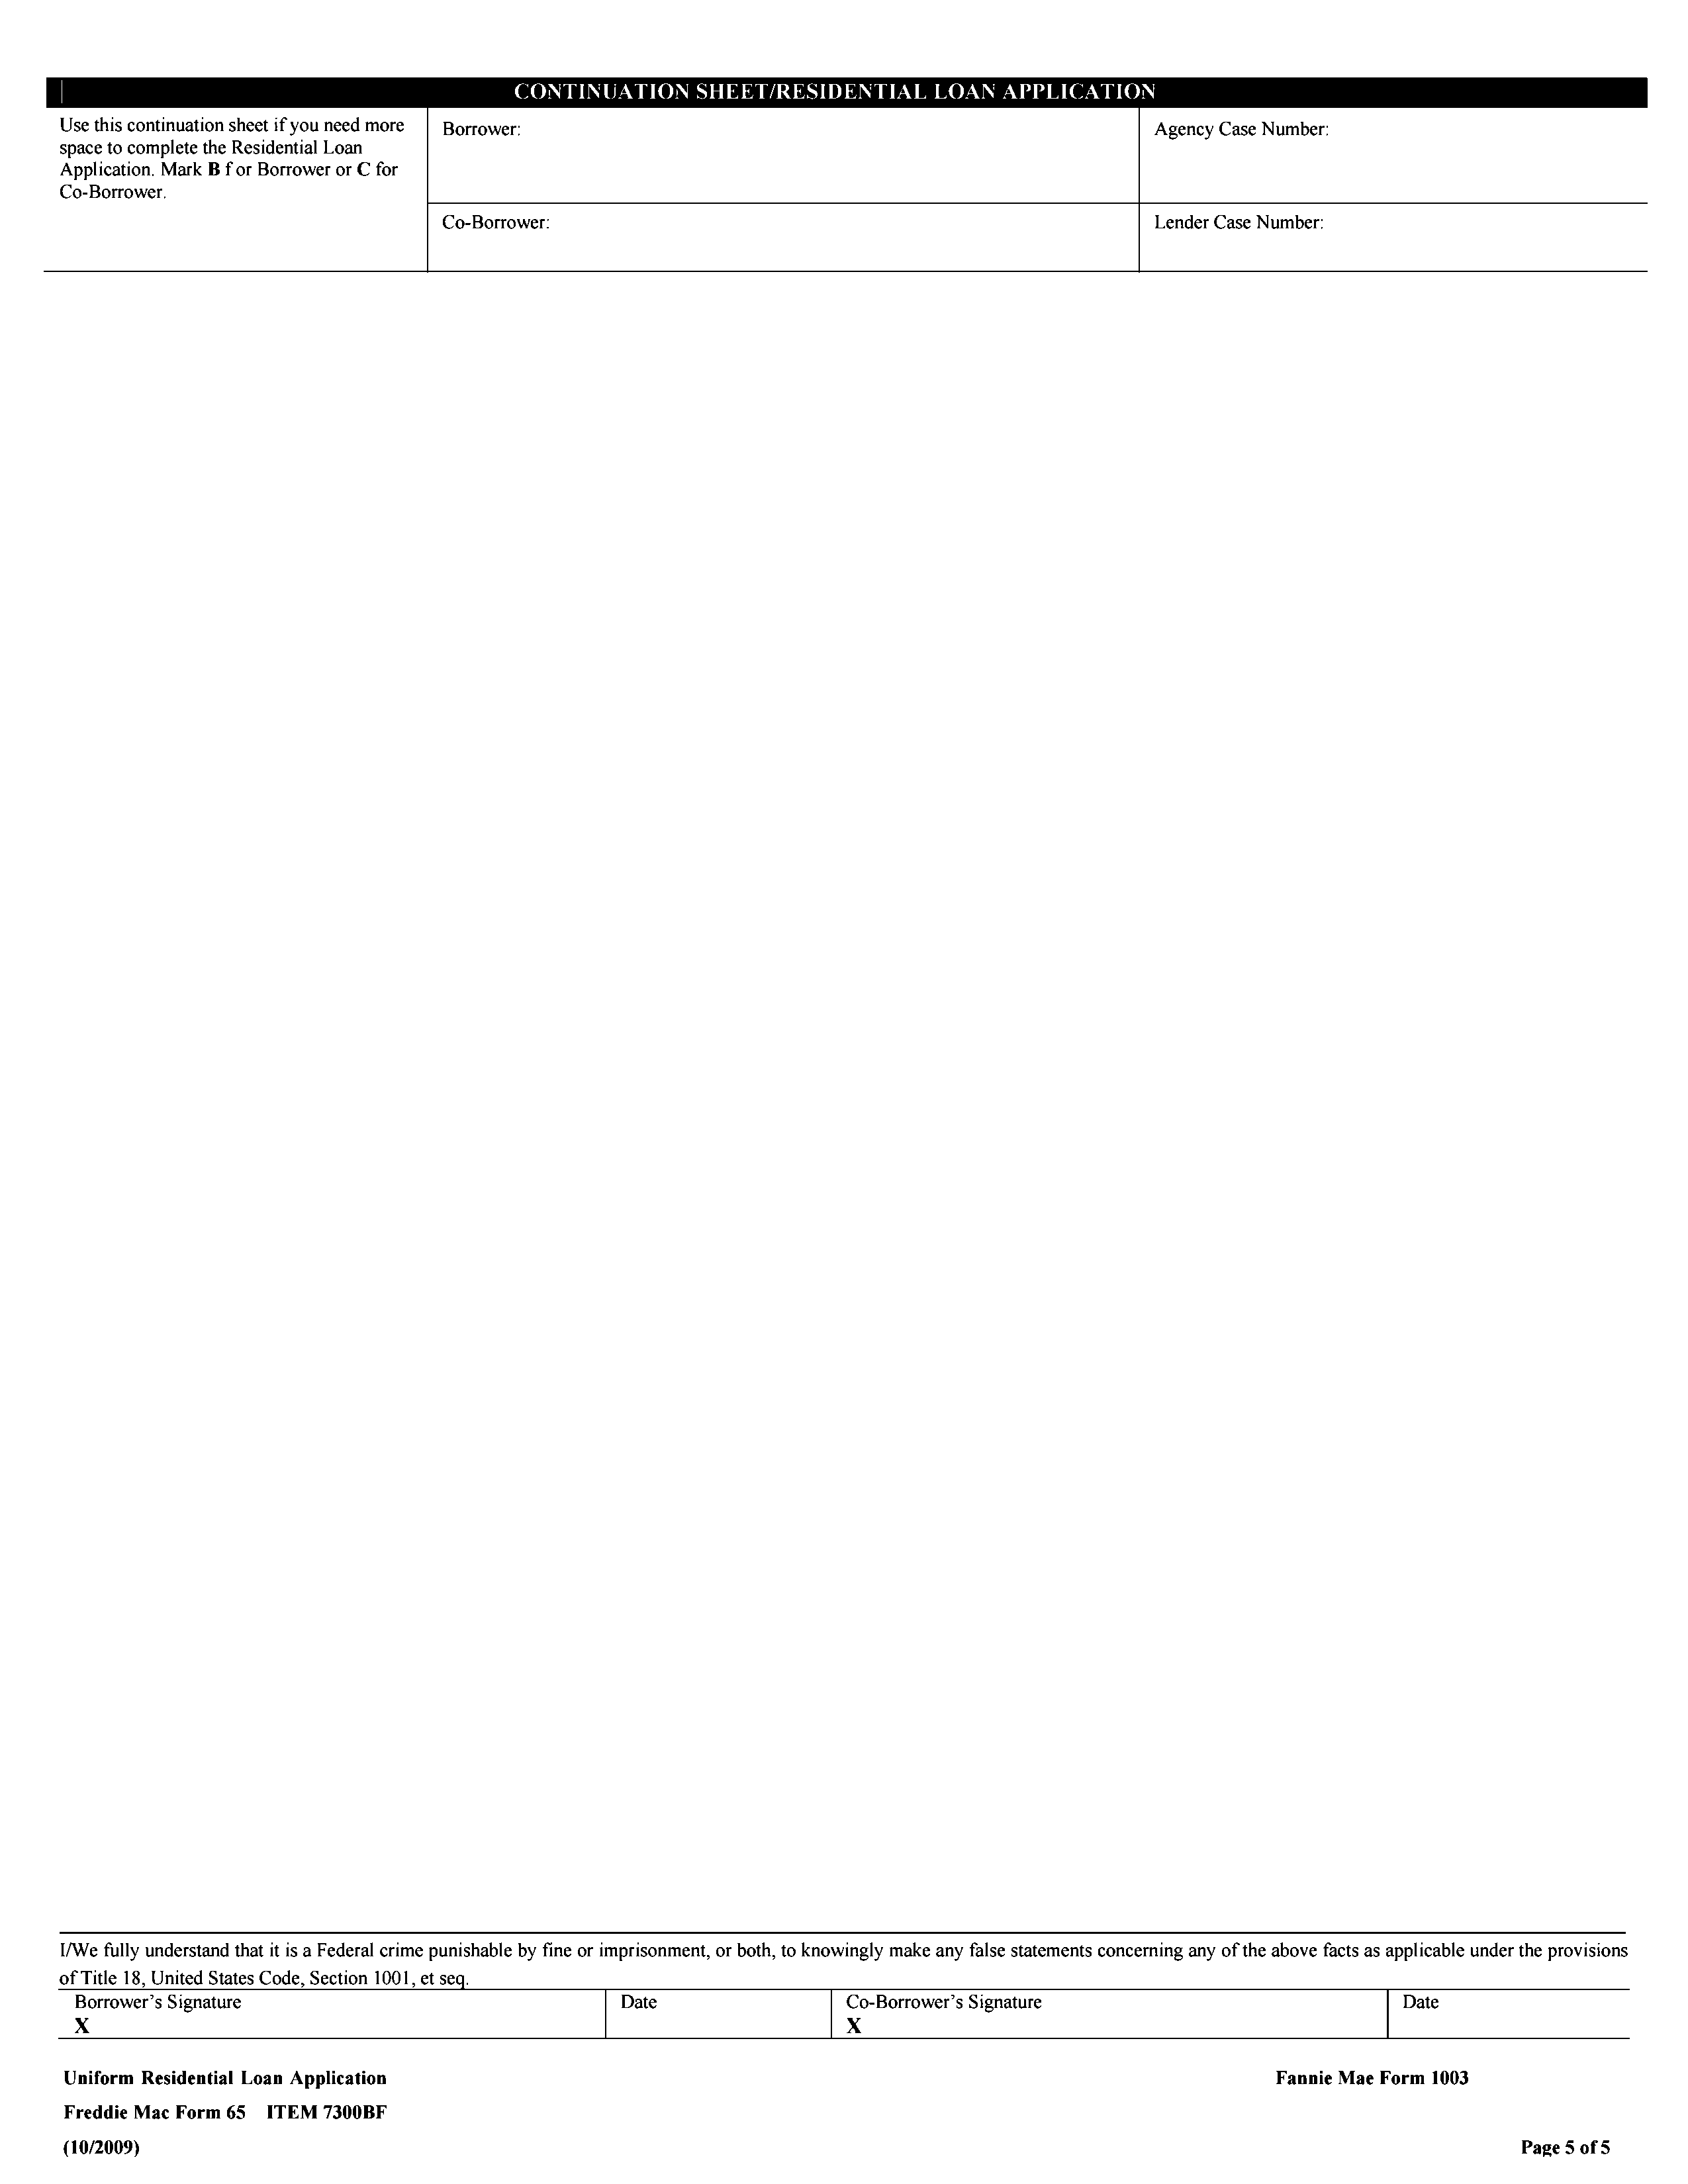 CONTINUATION SHEET/RESIDENTIAL LOAN APPLICATION
Use this continuation sheet if you need more
space to complete the Residential Loan
Application. Mark B f or Borrower or C for
Co-Borrower.
Borrower:
Agency Case Number:
Co-Borrower:
Lender Case Number:
I/We fully understand that it is a Federal crime punishable by fine or imprisonment, or both, to knowingly make any false statements concerning any of the above facts as applicable under the provisions
of Title 18, United States Code, Section 1001, et seq.
Borrower’s Signature
X
Date
Co-Borrower’s Signature
X
Date
Uniform Residential Loan Application
Fannie Mae Form 1003
Freddie Mac Form 65 ITEM 7300BF
(10/2009)
Page 5 of 5